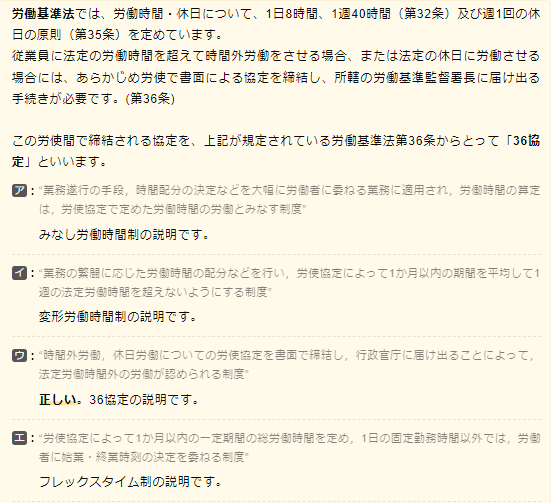 労働基準法では、労働時間・休日について、1日8時間、1週40時間（第32条）及び週1回の休
日の原則（第35条）を定めています。
従業員に法定の労働時間を超えて時間外労働をさせる場合、または法定の休日に労働させる
場合には、あらかじめ労使で書面による協定を締結し、所轄の労働基準監督署長に届け出る
手続きが必要です。(第36条)
この労使間で締結される協定を、上記が規定されている労働基準法第36条からとって「36協
定」といいます。
ア：“業務遂行の手段，時間配分の決定などを大幅に労働者に委ねる業務に適用され，労働時間の算定
は，労使協定で定めた労働時間の労働とみなす制度”
みなし労働時間制の説明です。
イ：“業務の繁閑に応じた労働時間の配分などを行い，労使協定によって1か月以内の期間を平均して1
週の法定労働時間を超えないようにする制度”
変形労働時間制の説明です。
ウ：“時間外労働，休日労働についての労使協定を書面で締結し，行政官庁に届け出ることによって，
法定労働時間外の労働が認められる制度”
正しい。36協定の説明です。
エ：“労使協定によって1か月以内の一定期間の総労働時間を定め，1日の固定勤務時間以外では，労働
者に始業・終業時刻の決定を委ねる制度”
フレックスタイム制の説明です。